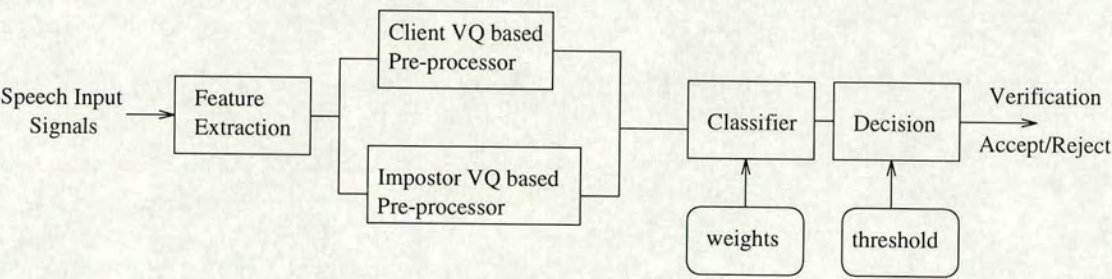 Speech Input
Signals
Feature
Extraction
Client VQ based
Pre-processor
Impostor VQ based
Pre-processor
Classifier
Decision
Verification
Accept/Reject
weights
threshold